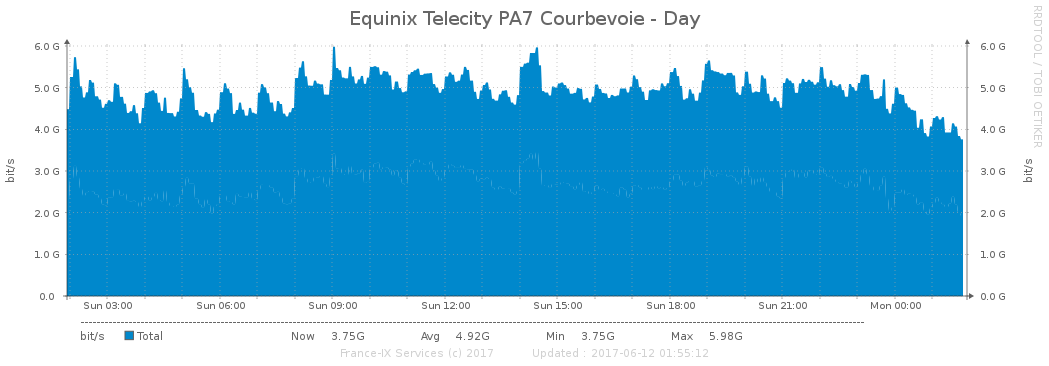 Equinix Telecity PA7 Courbevoie - Day
RRDTOOL / TOBI OETIKER
bit/s
6.0 G
5.0 G
4.0 G
3.0 G
2.0 G
1.0 G
0.0
6.0 G
5.0 G
4.0 G
3.0 G
2.0 G
1.0 G
0.0 G
bit/s
Sun 03:00 Sun 06:00 Sun 09:00 Sun 12:00 Sun 15:00 Sun 18:00 Sun 21:00 Mon 00:00
bit/s Total Now 3.75G Avg 4.92G Min 3.75G Max 5.98G
France-IX Services (c) 2017 Updated : 2017-06-12 01:55:12